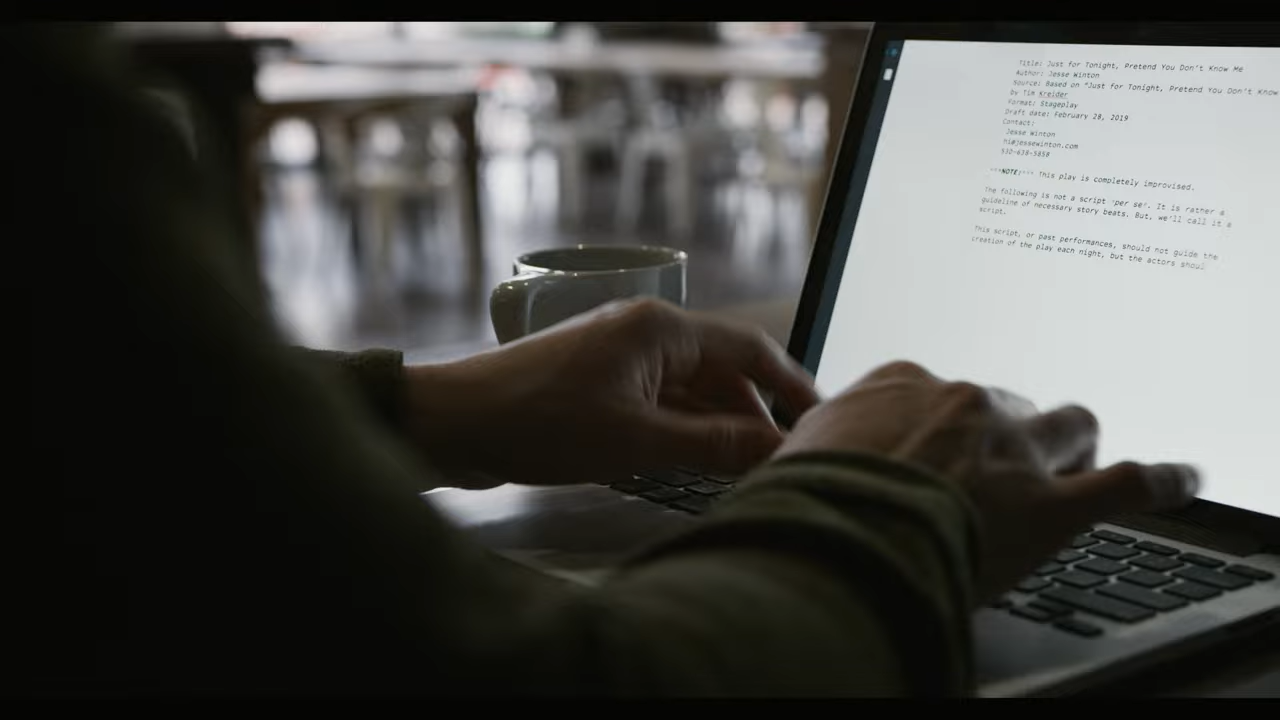 Title: Just for Tonight, Pretend You Don't Know Me
Author: Jesse Winton
Source: Based on "Just for Tonight, Pretend You Don't Know
by Tim Kreider
Format: Stageplay
Draft date: February 28, 2019
Contact:
Jesse Winton
hi@jessewinton.com
530-639-5858
***NOTE:*** This play is completely improvised.
The following is not a script 'per se'. It is rather a
guideline of necessary story beats. But, we'll call it a
script.
This script, or past performances, should not guide the
creation of the play each night, but the actors shoul